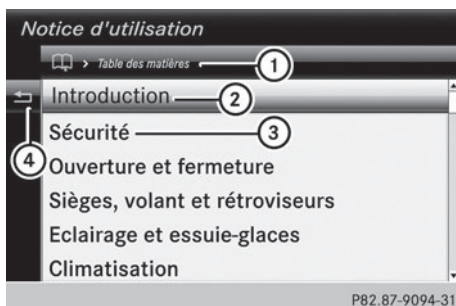 Notice d'utilisation
> Table des matières 1
Introduction 2
Sécurité 3
4
Ouverture et fermeture
Sièges, volant et rétroviseurs
Eclairage et essuie-glaces
Climatisation
P82.87-9094-31